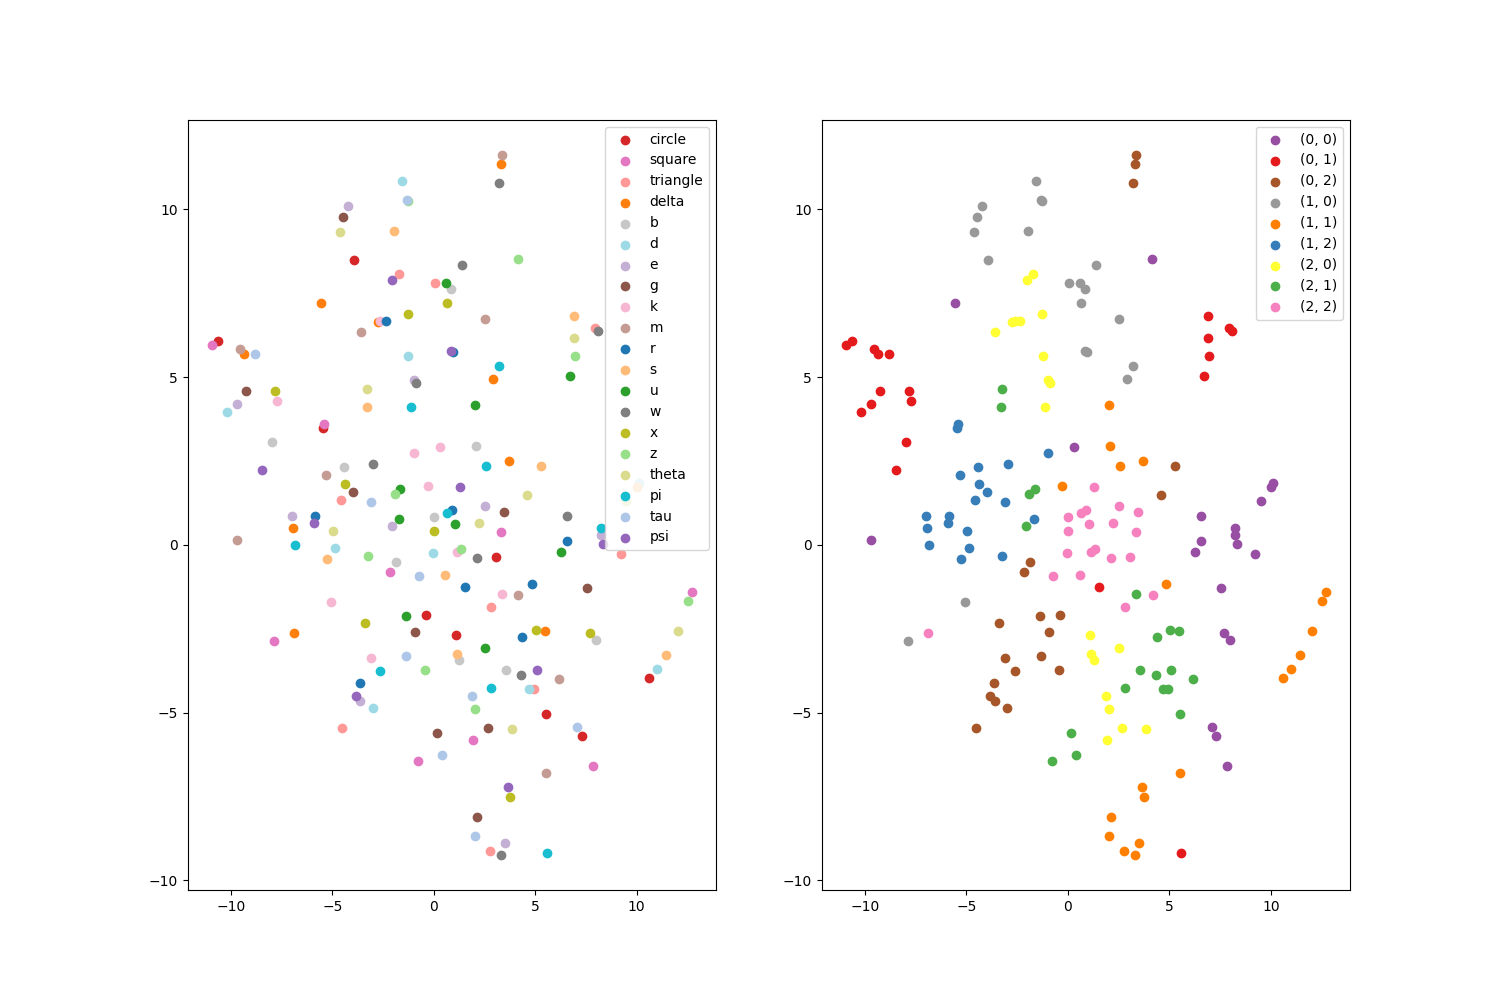 10
5
0
−5
−10
−10
−5
0
5
10
circle
square
triangle
delta
b
d
e
g
k
m
r
s
u
w
x
z
theta
pi
tau
psi
10
5
0
−5
−10
−10
−5
0
5
10
(0, 0)
(0, 1)
(0, 2)
(1, 0)
(1, 1)
(1, 2)
(2, 0)
(2, 1)
(2, 2)